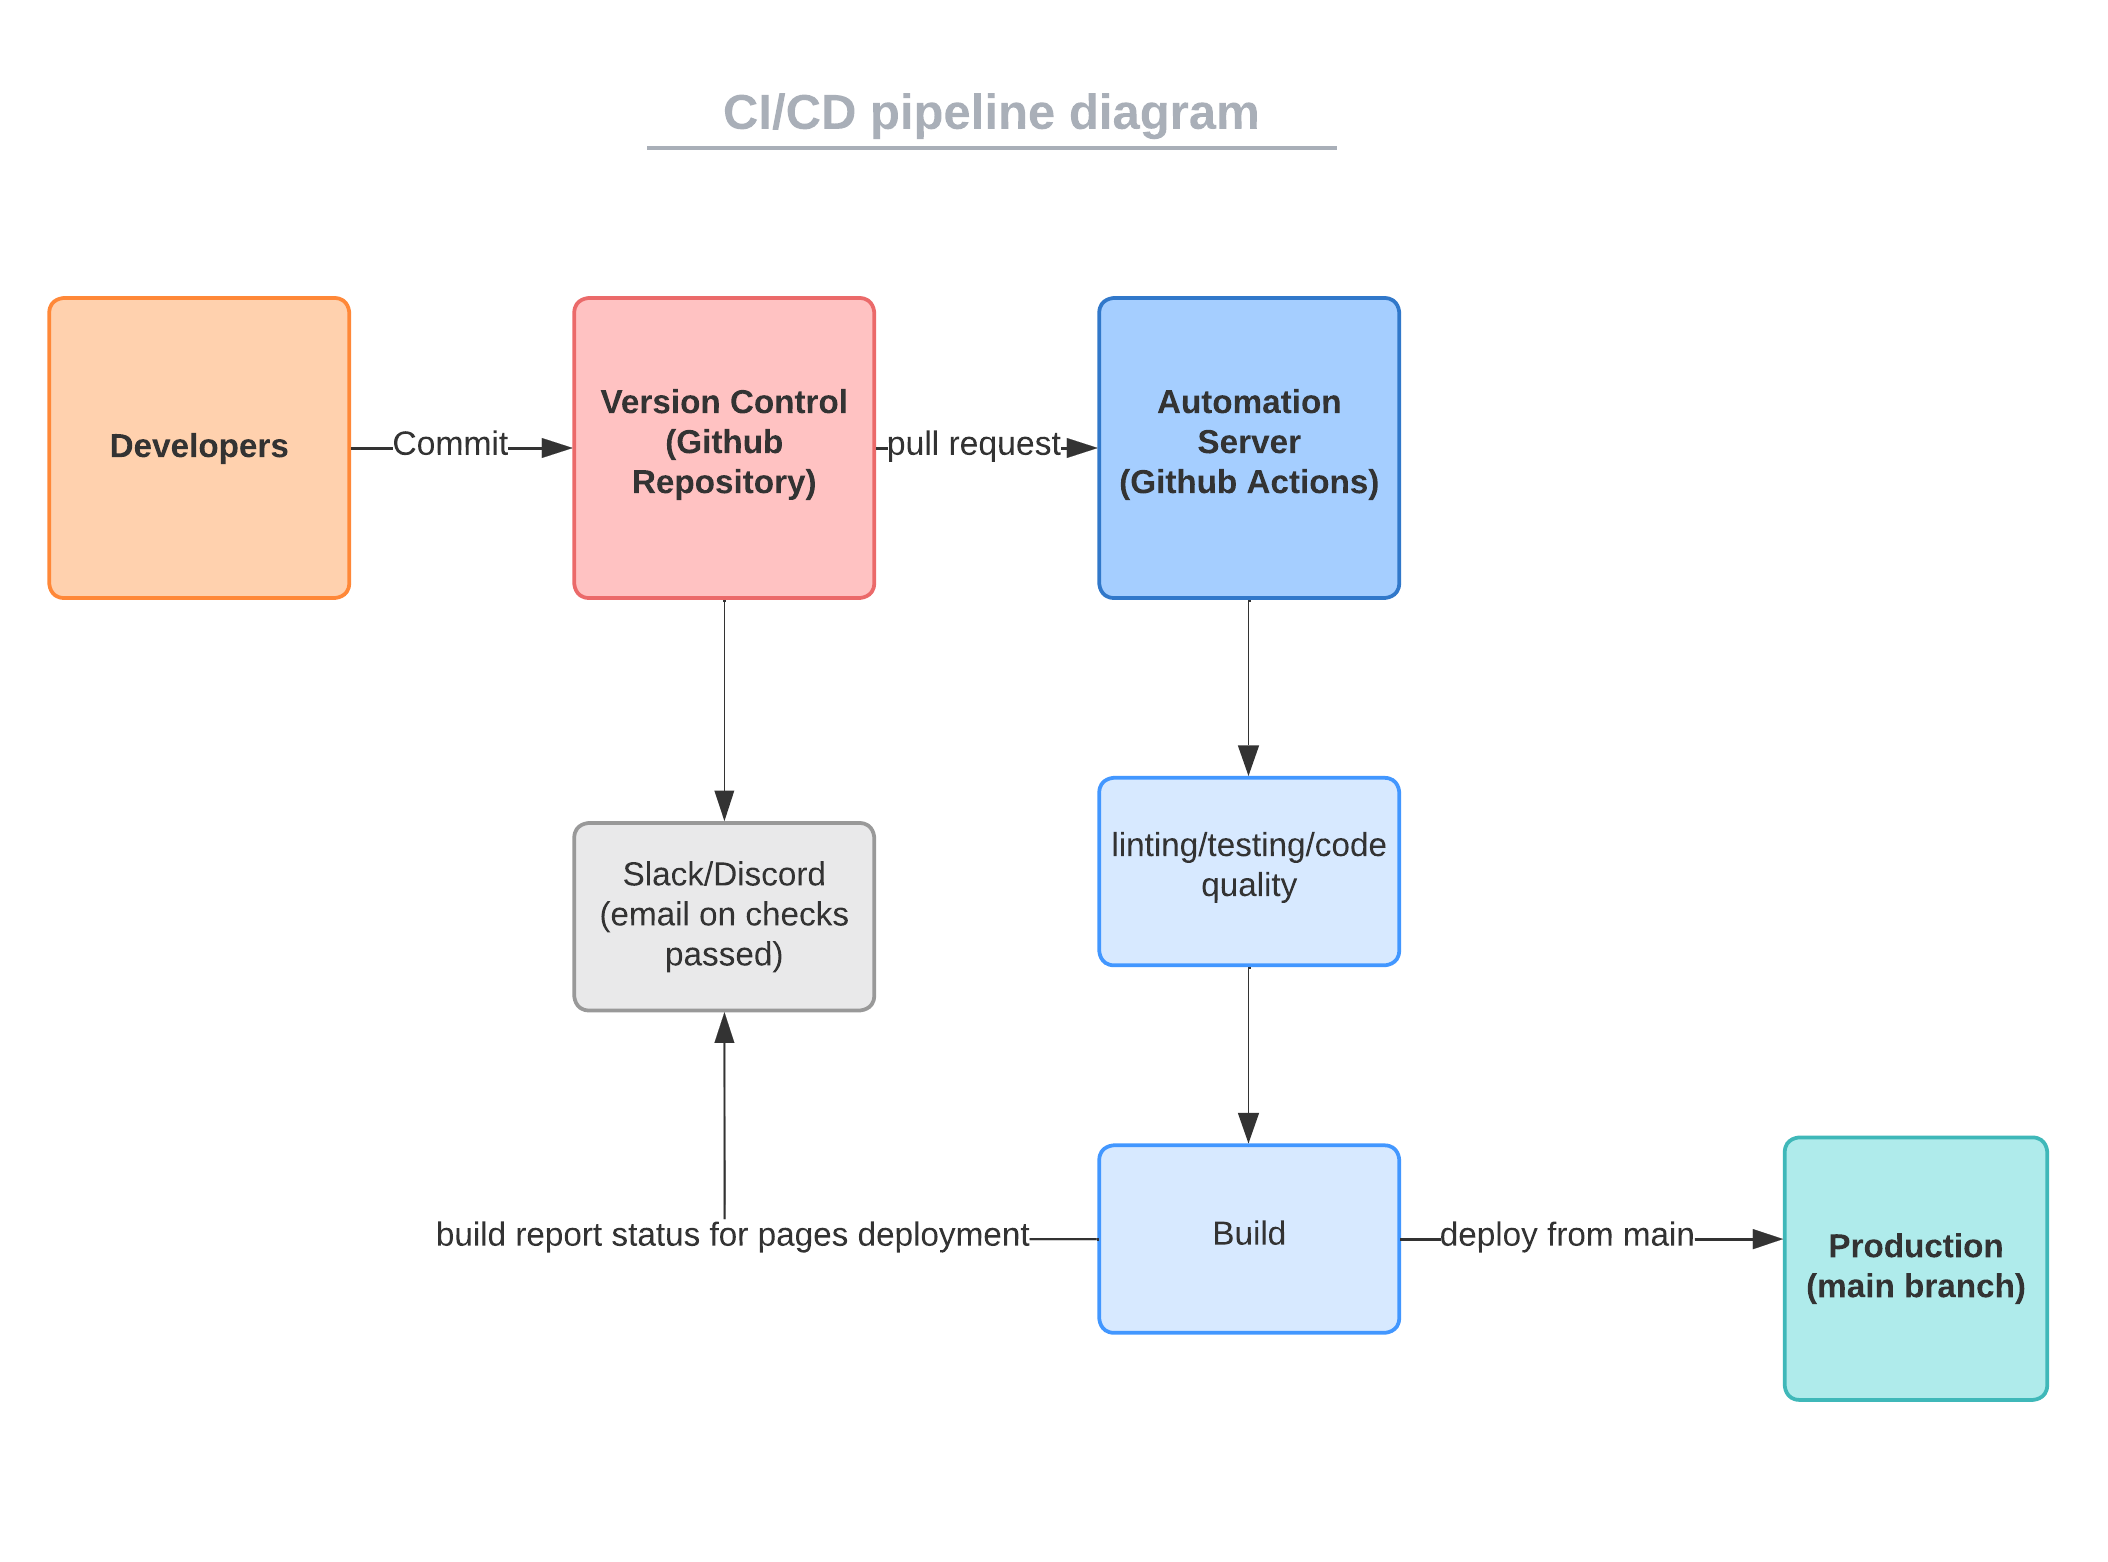 CI/CD pipeline diagram
Developers
Commit
Version Control
(Github
Repository)
pull request
Automation
Server
(Github Actions)
Slack/Discord
(email on checks
passed)
linting/testing/code
quality
build report status for pages deployment
Build
deploy from main
Production
(main branch)